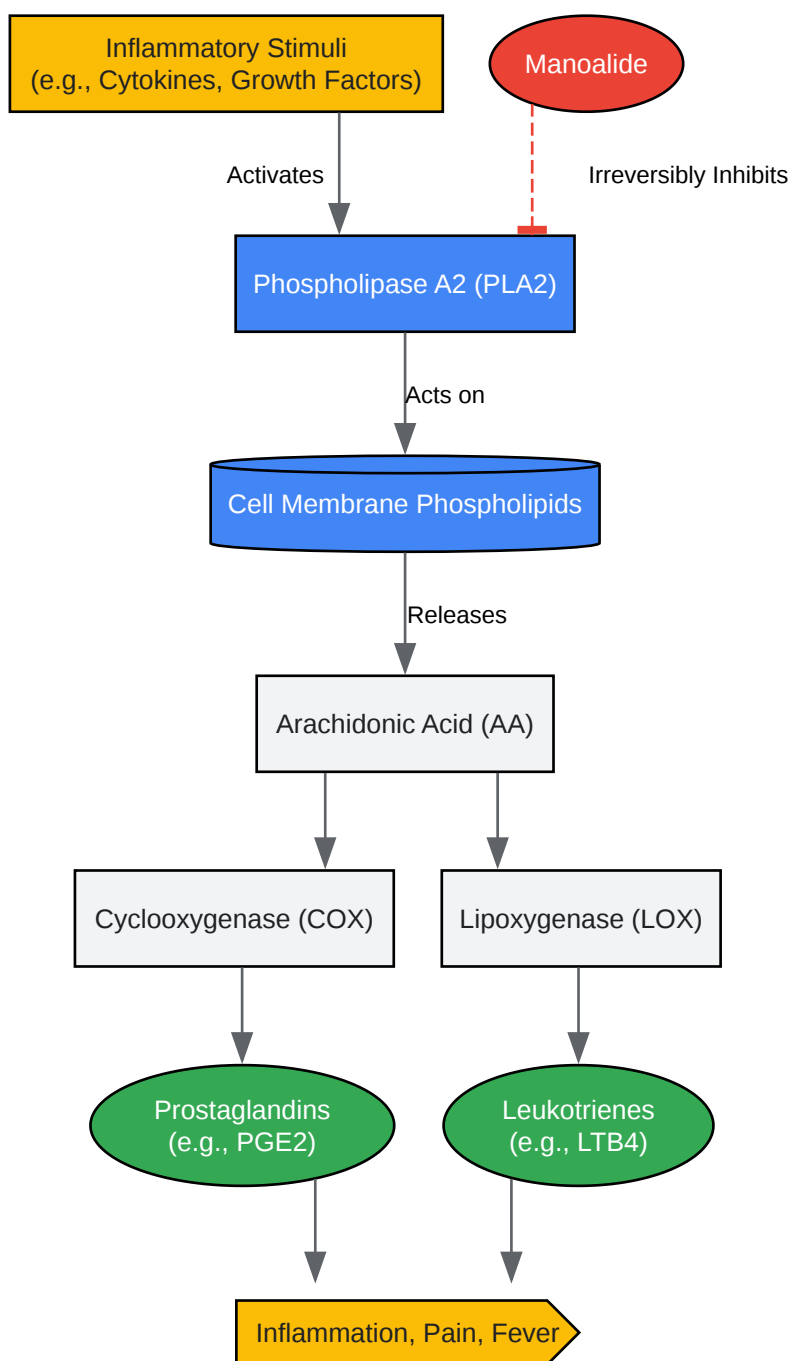 Inflammatory Stimuli
(e.g., Cytokines, Growth Factors)
Manoalide
Activates
Irreversibly Inhibits
Phospholipase A2 (PLA2)
Acts on
Cell Membrane Phospholipids
Releases
Arachidonic Acid (AA)
Cyclooxygenase (COX)
Lipoxygenase (LOX)
Prostaglandins
(e.g., PGE2)
Leukotrienes
(e.g., LTB4)
Inflammation, Pain, Fever